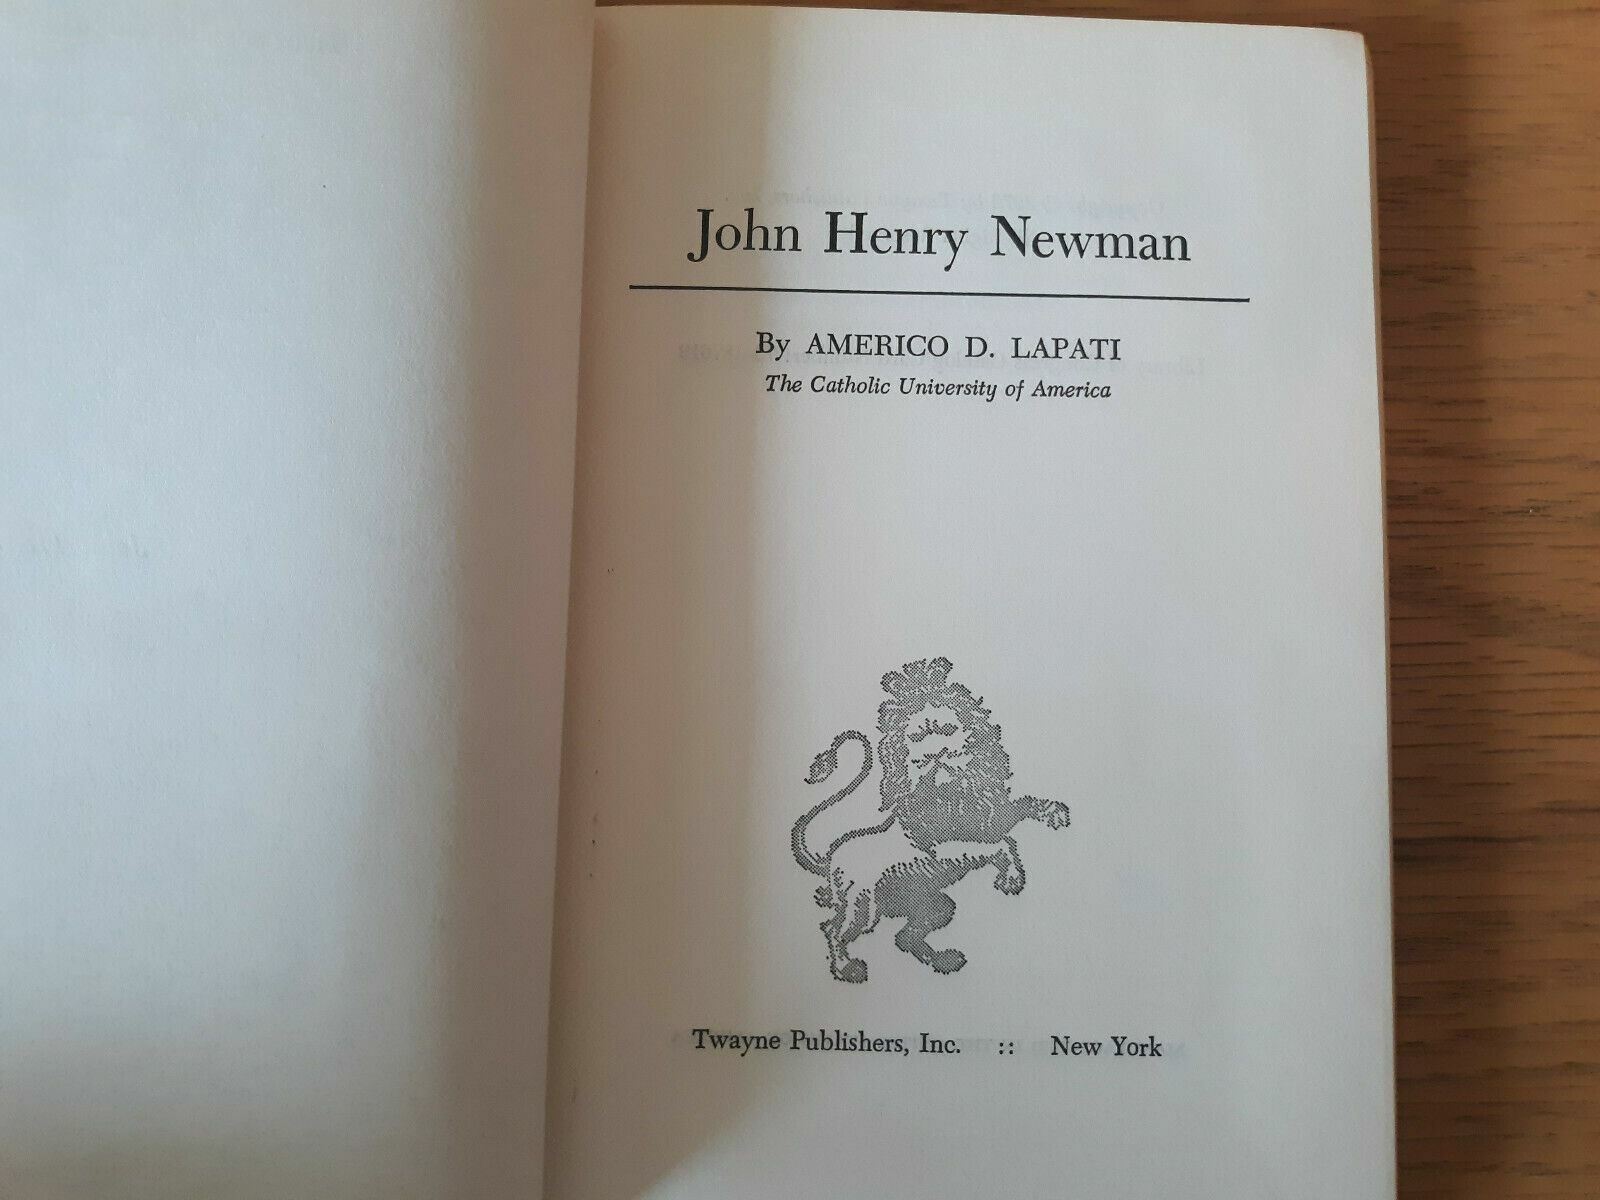 John Henry Newman
By AMERICO D. LAPATI
The Catholic University of America
Twayne Publishers, Inc. :: New York